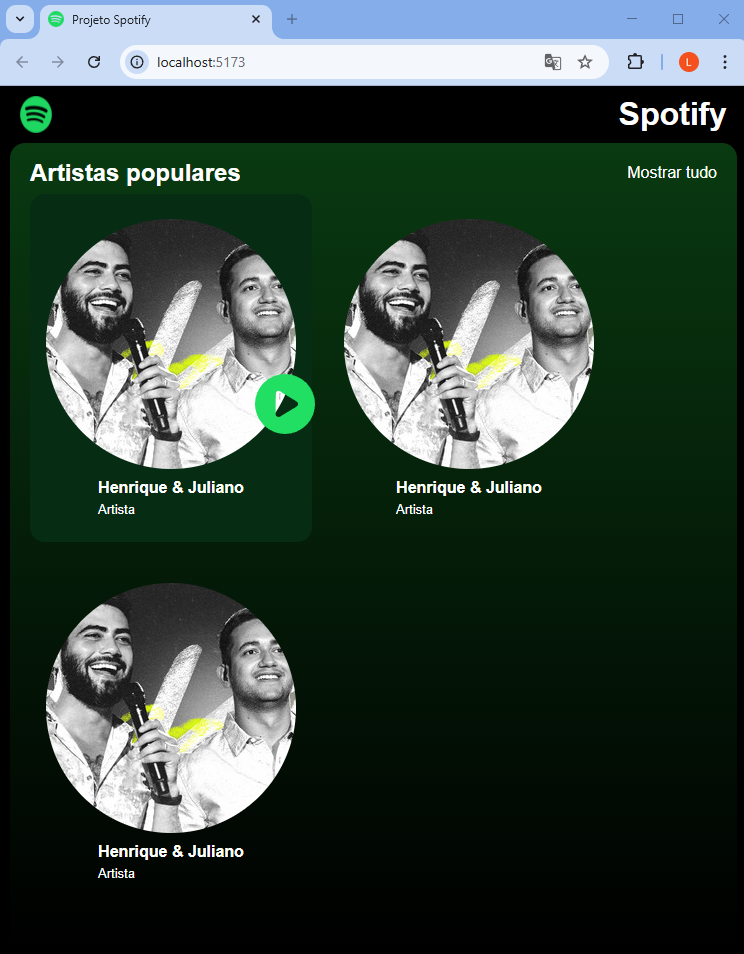 Projeto Spotify
localhost:5173
L
Spotify
Artistas populares
Mostrar tudo
Henrique & Juliano
Artista
Henrique & Juliano
Artista
Henrique & Juliano
Artista